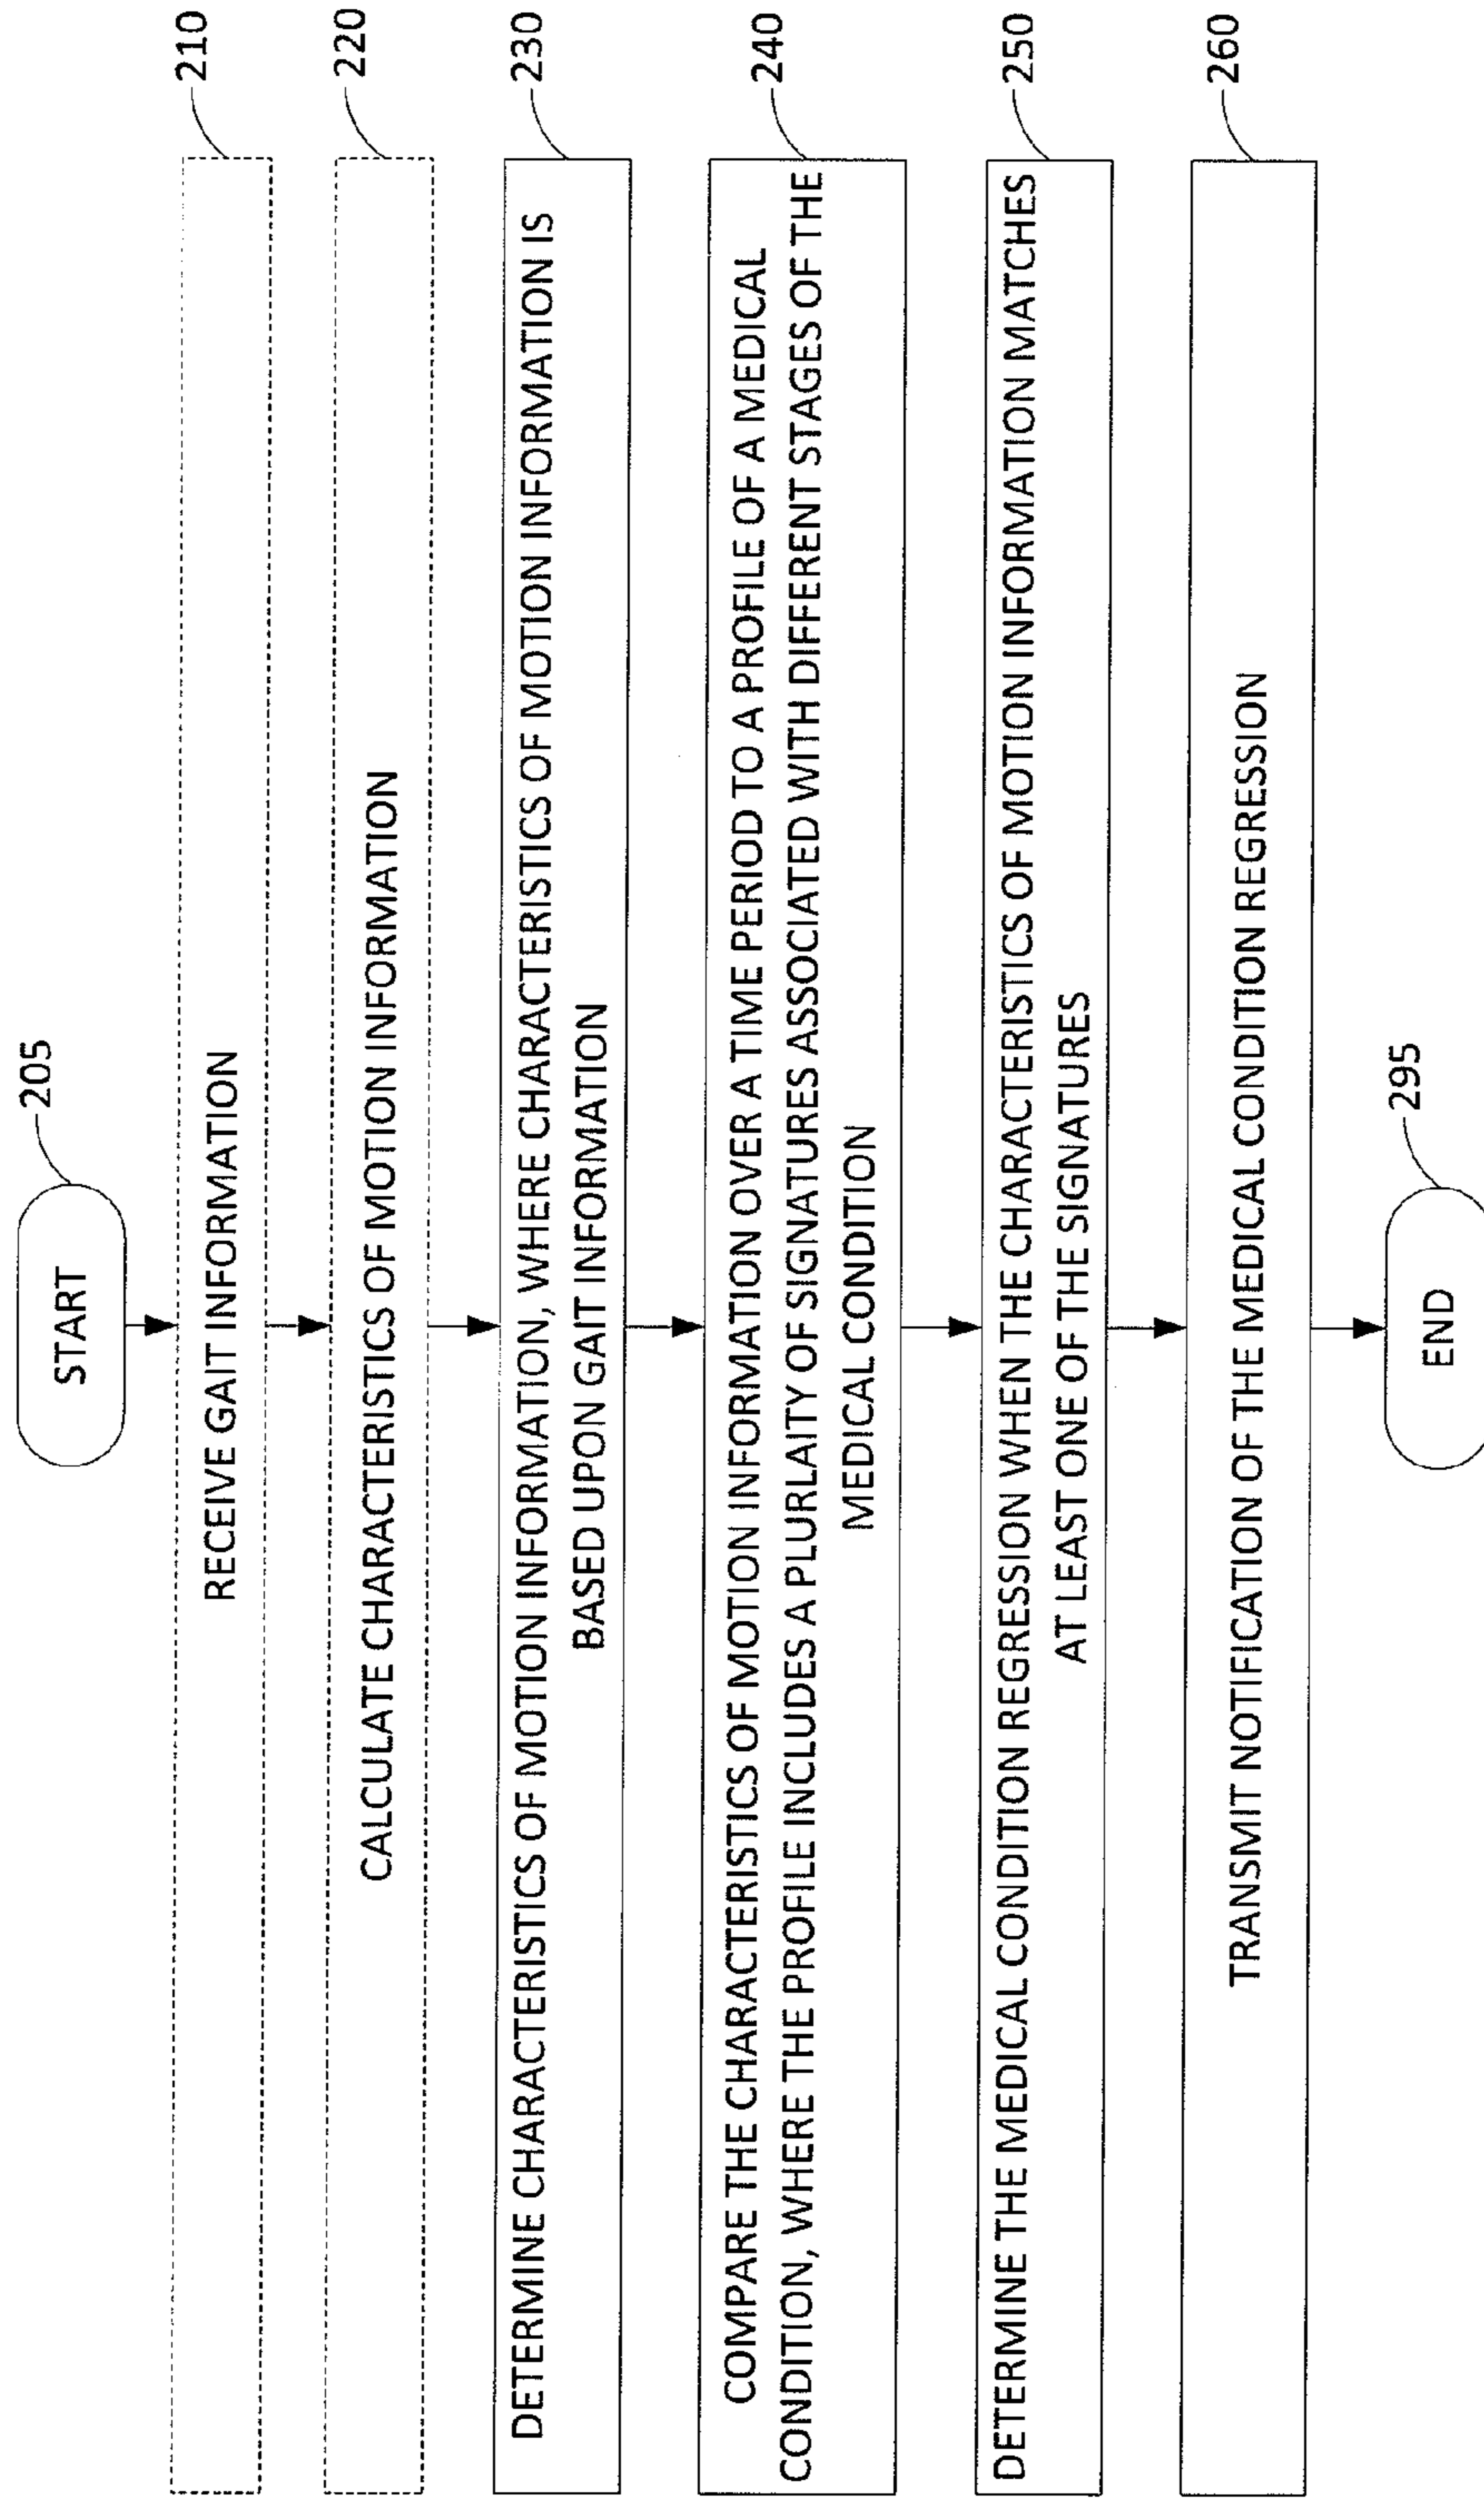 START
205
RECEIVE GAIT INFORMATION
210
CALCULATE CHARACTERISTICS OF MOTION INFORMATION
220
DETERMINE CHARACTERISTICS OF MOTION INFORMATION, WHERE CHARACTERISTICS OF MOTION INFORMATION IS
BASED UPON GAIT INFORMATION
230
COMPARE THE CHARACTERISTICS OF MOTION INFORMATION OVER A TIME PERIOD TO A PROFILE OF A MEDICAL
CONDITION, WHERE THE PROFILE INCLUDES A PLURLAITY OF SIGNATURES ASSOCIATED WITH DIFFERENT STAGES OF THE
MEDICAL CONDITION
240
DETERMINE THE MEDICAL CONDITION REGRESSION WHEN THE CHARACTERISTICS OF MOTION INFORMATION MATCHES
AT LEAST ONE OF THE SIGNATURES
250
TRANSMIT NOTIFICATION OF THE MEDICAL CONDITION REGRESSION
260
END
295